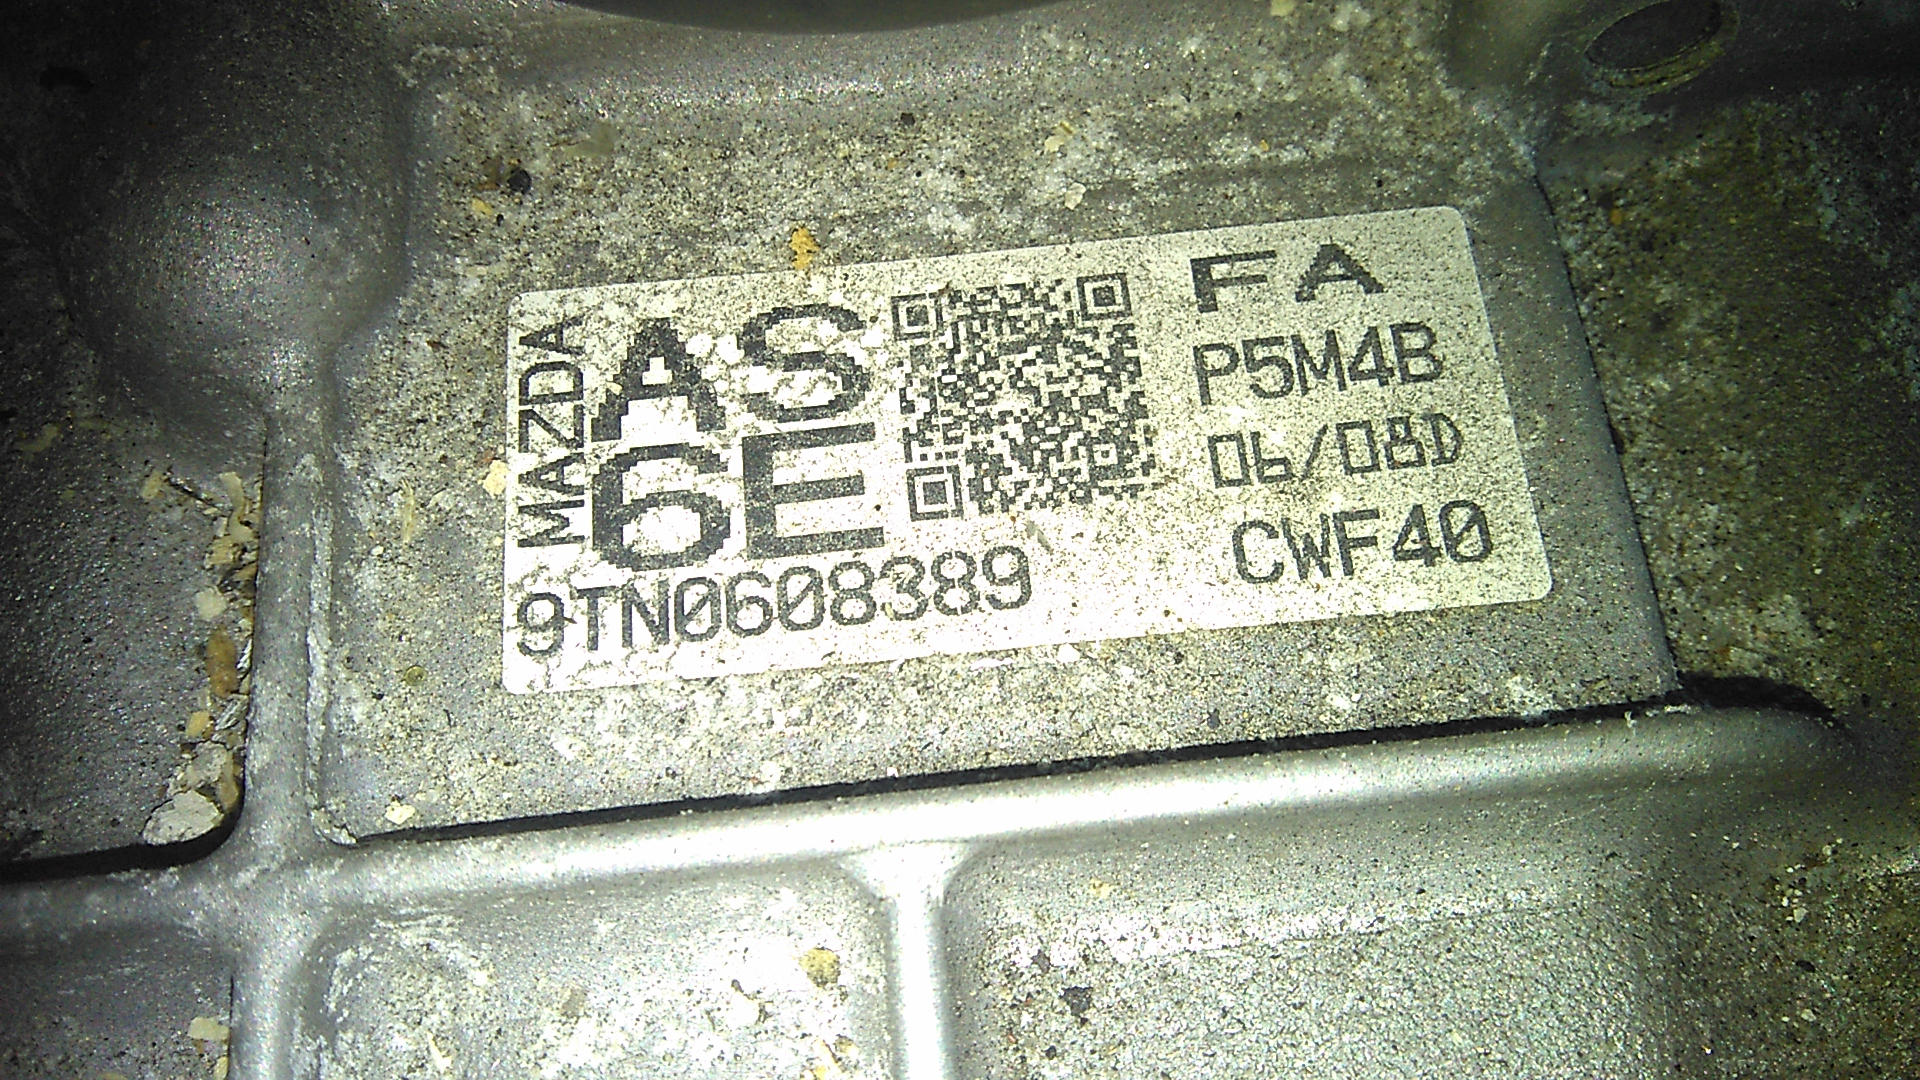 MAZDA
AS
6E
9TN0608389
FA
P5M4B
06/08D
CWF40